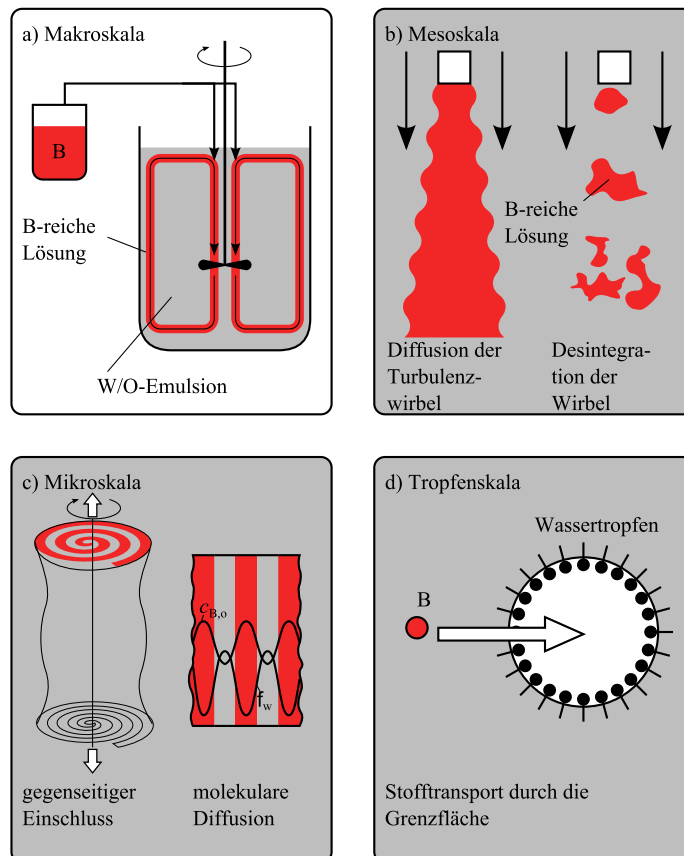 a) Makroskala
B
B-reiche
Lösung
W/O-Emulsion
b) Mesoskala
B-reiche
Lösung
Diffusion der
Turbulenz-
wirbel
Desintegra-
tion der
Wirbel
c) Mikroskala
c_B,o
f_w
gegenseitiger
Einschluss
molekulare
Diffusion
d) Tropfenskala
Wassertropfen
B
Stofftransport durch die
Grenzfläche